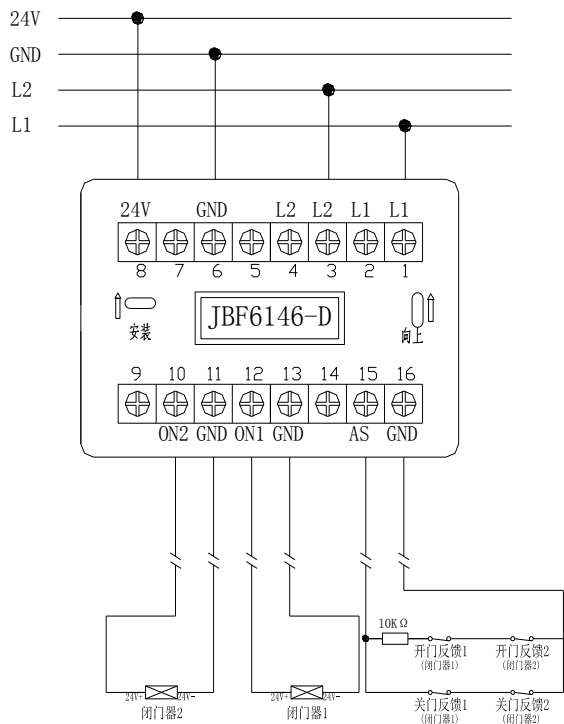 24V
GND
L2
L1
24V GND L2 L2 L1 L1
8 7 6 5 4 3 2 1
安装 JBF6146-D 向上
9 10 11 12 13 14 15 16
ON2 GND ON1 GND AS GND
10KΩ
开门反馈1 开门反馈2
(闭门器1) (闭门器2)
24V+ 24V- 24V+ 24V-
闭门器2 闭门器1 关门反馈1 关门反馈2
(闭门器1) (闭门器2)